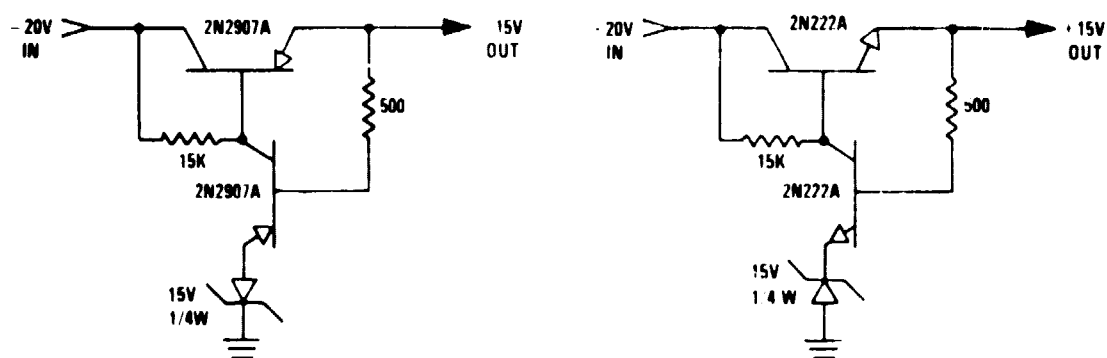 - 20V
IN
2N2907A
15V
OUT
500
15K
2N2907A
15V
1/4W
- 20V
IN
2N222A
+ 15V
OUT
500
15K
2N222A
15V
1/4 W